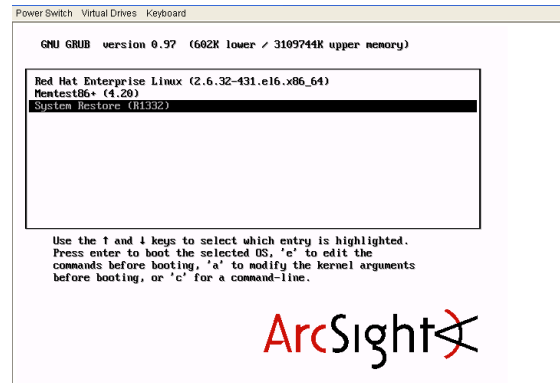 Power Switch Virtual Drives Keyboard
GNU GRUB version 0.97 (602K lower / 3109744K upper memory)
Red Hat Enterprise Linux (2.6.32-431.el6.x86_64)
Memtest86+ (4.20)
System Restore (R1332)
Use the ↑ and ↓ keys to select which entry is highlighted.
Press enter to boot the selected OS, 'e' to edit the
commands before booting, 'a' to modify the kernel arguments
before booting, or 'c' for a command-line.
ArcSight